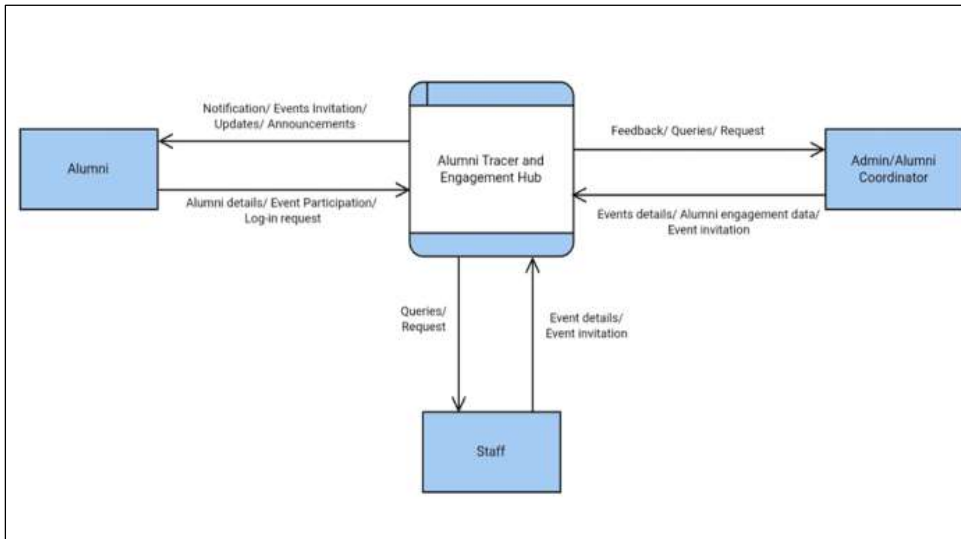 Notification/ Events Invitation/
Updates/ Announcements
Alumni
Alumni details/ Event Participation/
Log-in request
Alumni Tracer and
Engagement Hub
Feedback/ Queries/ Request
Admin/Alumni
Coordinator
Events details/ Alumni engagement data/
Event invitation
Queries/
Request
Event details/
Event invitation
Staff